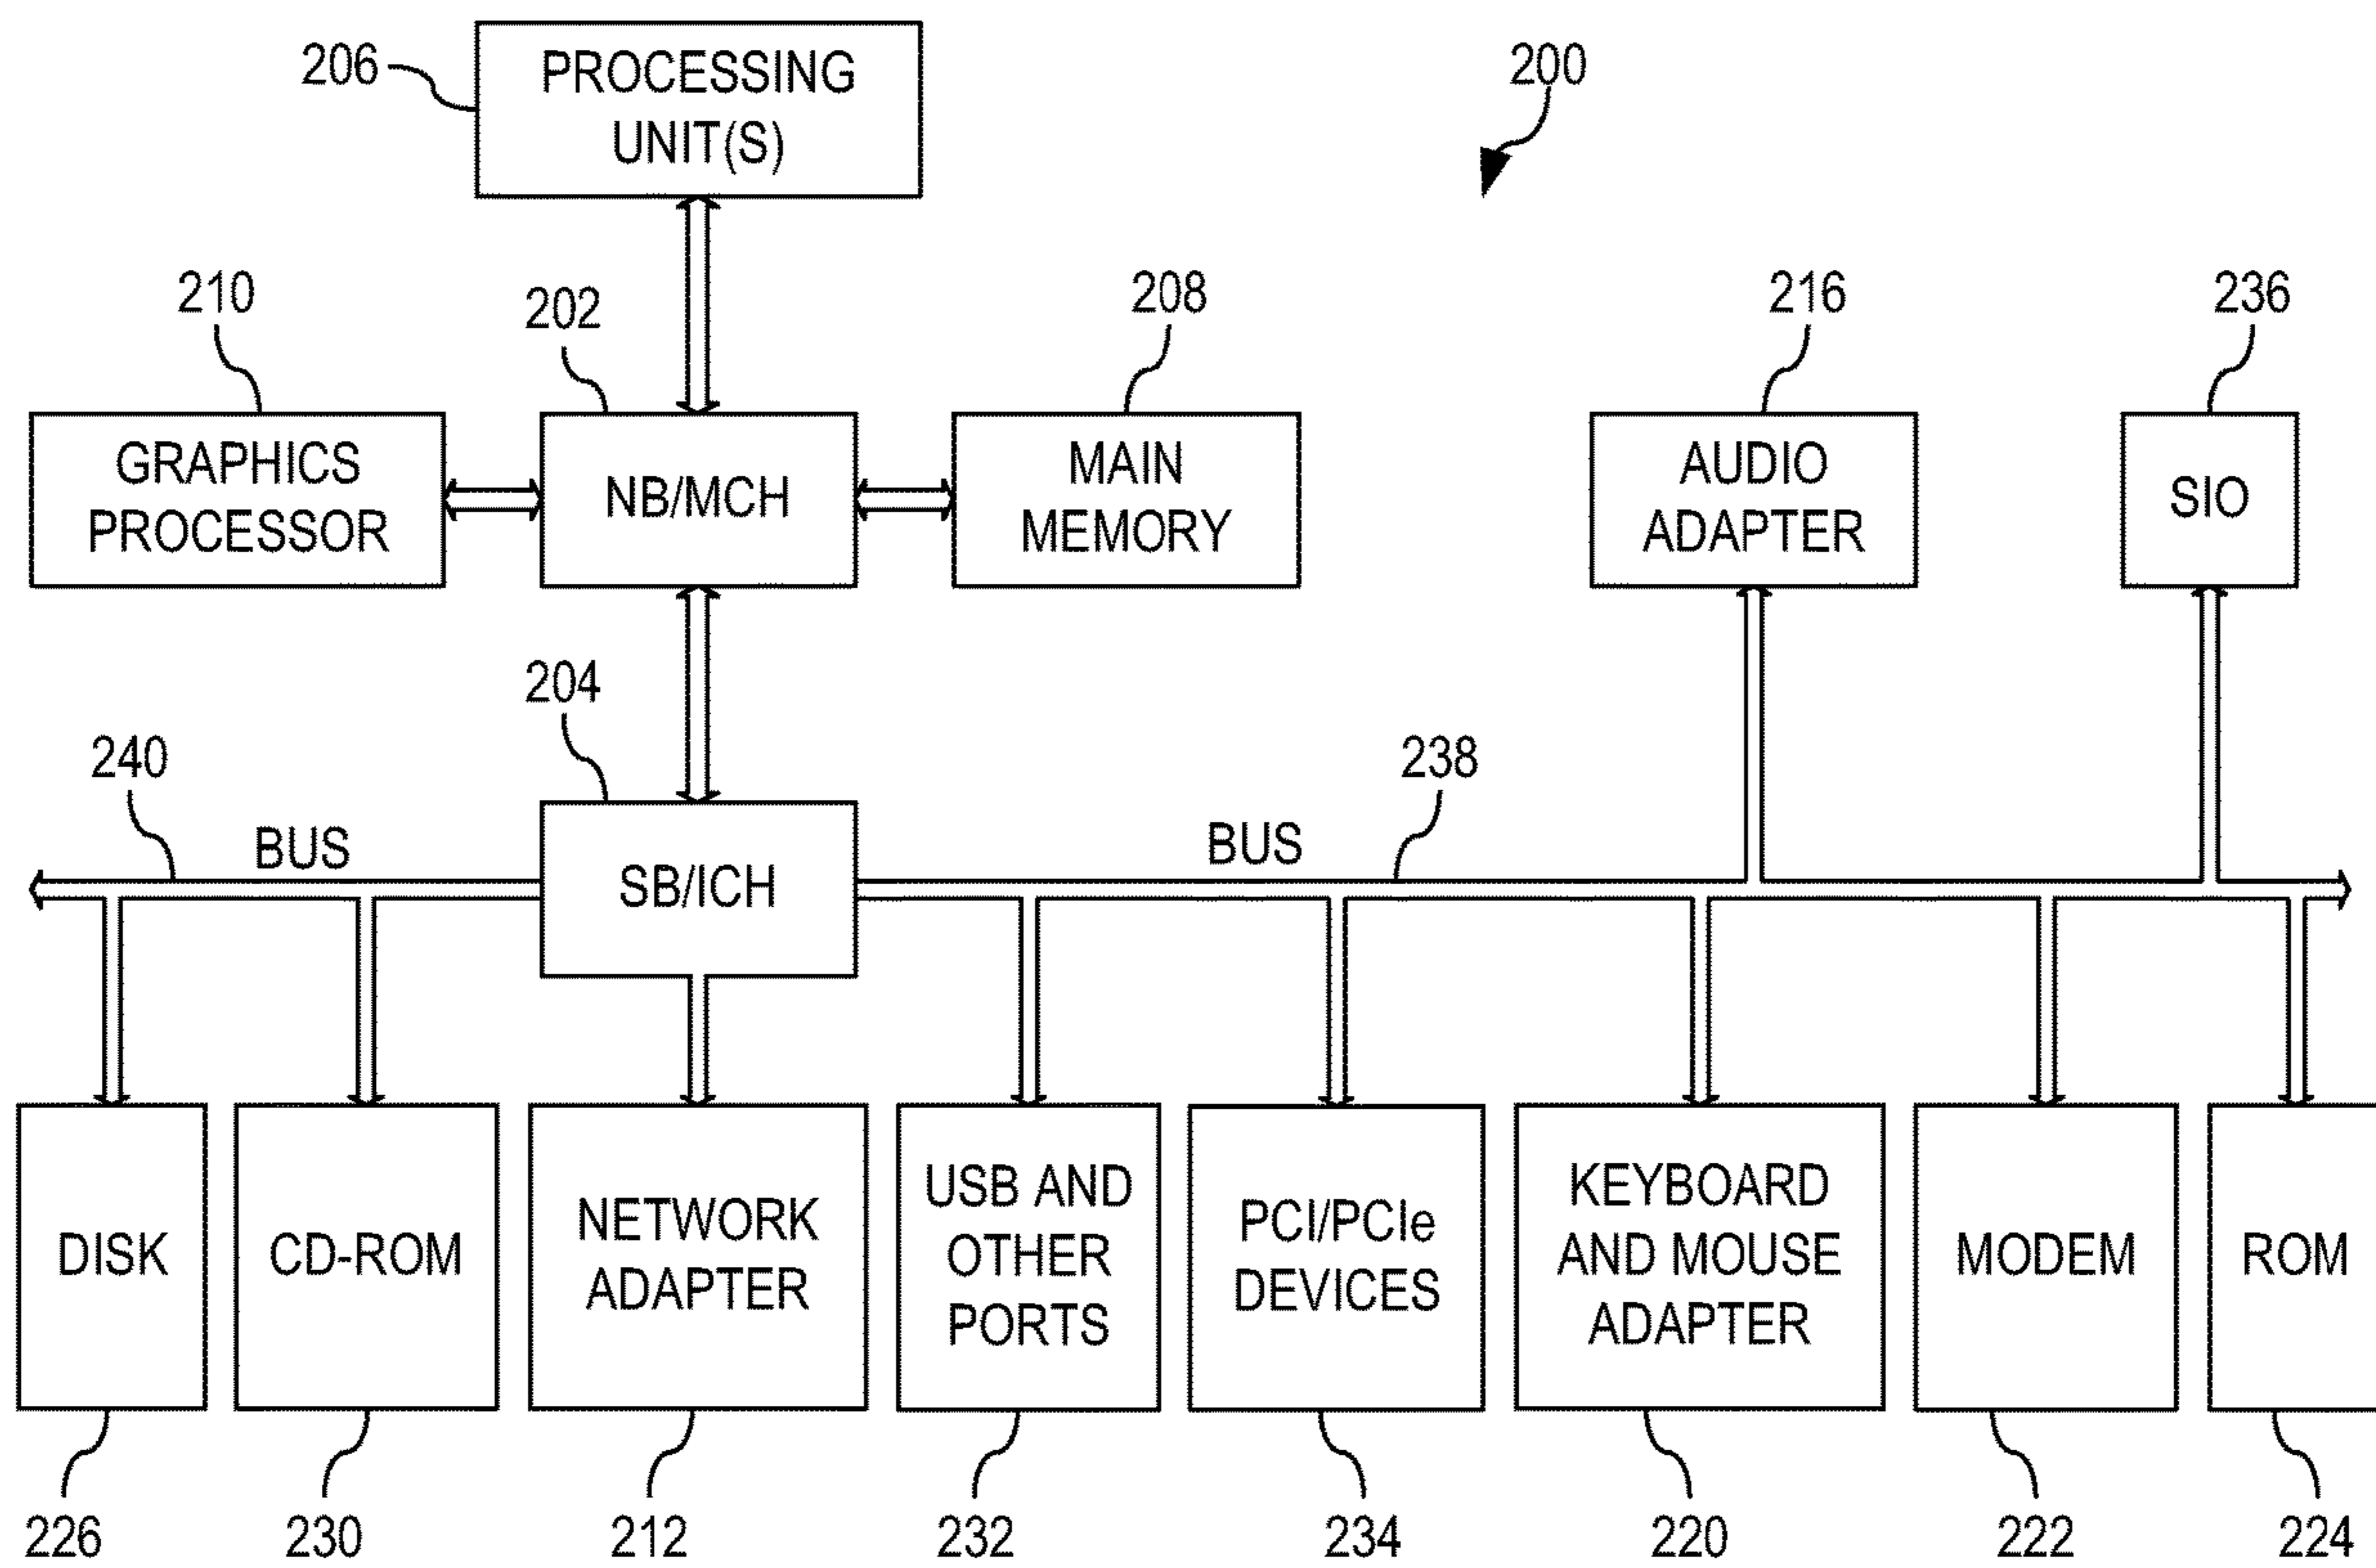 206
PROCESSING
UNIT(S)
200
210
202
208
216
236
GRAPHICS
PROCESSOR
NB/MCH
MAIN
MEMORY
AUDIO
ADAPTER
SIO
204
240
238
BUS
BUS
SB/ICH
DISK
CD-ROM
NETWORK
ADAPTER
USB AND
OTHER
PORTS
PCI/PCIe
DEVICES
KEYBOARD
AND MOUSE
ADAPTER
MODEM
ROM
226
230
212
232
234
220
222
224